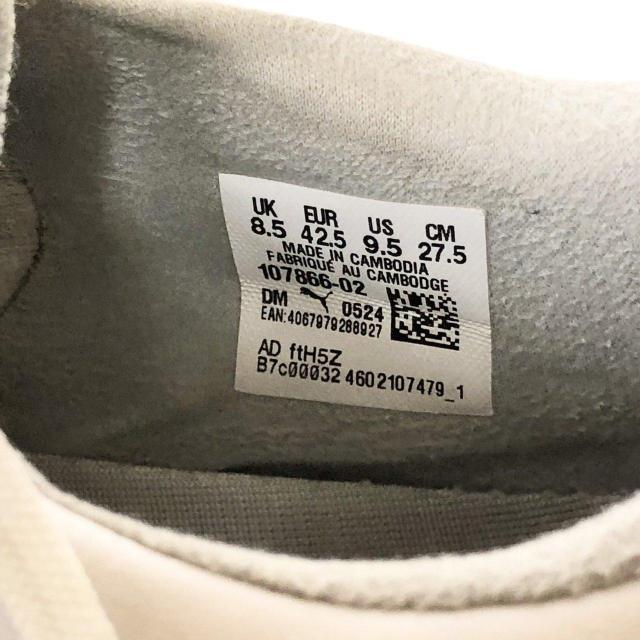 UK EUR US CM
8.5 42.5 9.5 27.5
MADE IN CAMBODIA
FABRIQUÉ AU CAMBODGE
107866-02
DM 0524
EAN:4067979288927
AD ftH5Z
B7c00032 4602107479_1